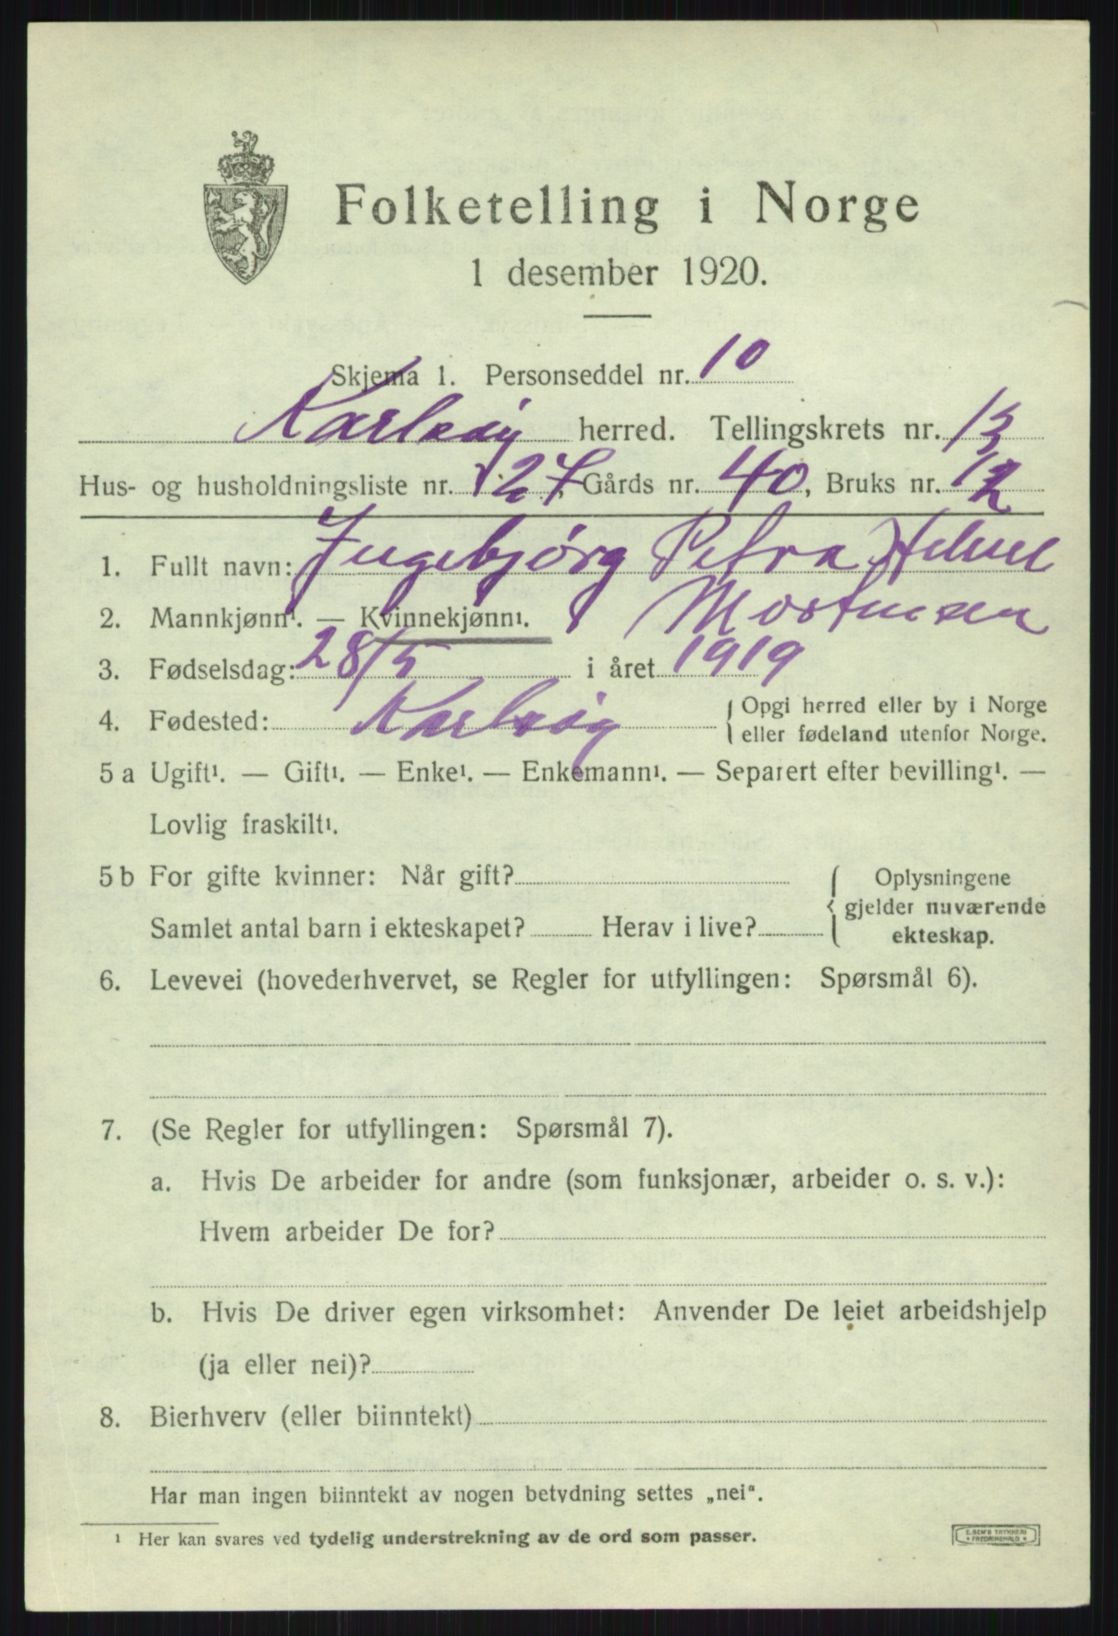 Folketelling i Norge
1 desember 1920.
Skjema 1. Personseddel nr. 10
Karlsøy herred. Tellingskrets nr. 13
Hus- og husholdningsliste nr. 127, Gårds nr. 40, Bruks nr. 12
1. Fullt navn: Ingebjørg Petra
2. Mannkjønn¹. — Kvinnekjønn¹. Mortensen
3. Fødselsdag: 28/5 i året 1919
4. Fødested: Karlsøy { Opgi herred eller by i Norge
eller fødeland utenfor Norge.
5 a Ugift¹. — Gift¹. — Enke¹. — Enkemann¹. — Separert efter bevilling¹. —
Lovlig fraskilt¹.
5 b For gifte kvinner: Når gift? { Oplysningene
gjelder nuværende
Samlet antal barn i ekteskapet? Herav i live? ekteskap.
6. Levevei (hovederhvervet, se Regler for utfyllingen: Spørsmål 6).
7. (Se Regler for utfyllingen: Spørsmål 7).
a. Hvis De arbeider for andre (som funksjonær, arbeider o. s. v.):
Hvem arbeider De for?
b. Hvis De driver egen virksomhet: Anvender De leiet arbeidshjelp
(ja eller nei)?
8. Bierhverv (eller biinntekt)
Har man ingen biinntekt av nogen betydning settes „nei“.
¹ Her kan svares ved tydelig understrekning av de ord som passer.